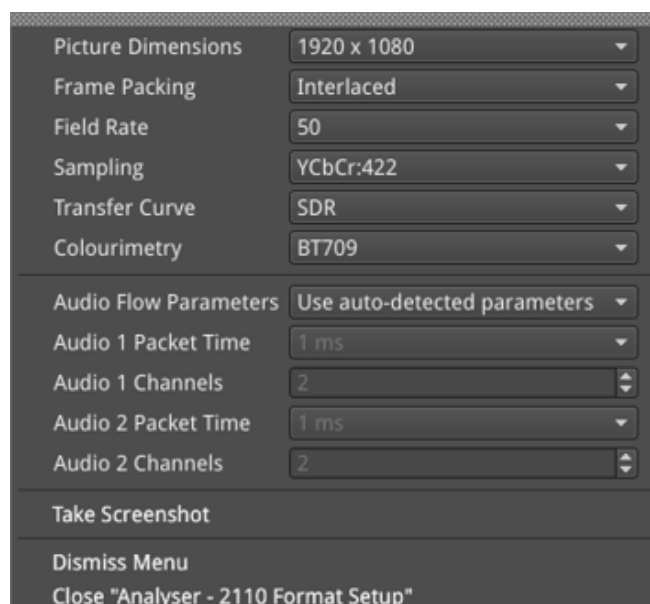 Picture Dimensions 1920 x 1080
Frame Packing Interlaced
Field Rate 50
Sampling YCbCr:422
Transfer Curve SDR
Colourimetry BT709
Audio Flow Parameters Use auto-detected parameters
Audio 1 Packet Time 1 ms
Audio 1 Channels 2
Audio 2 Packet Time 1 ms
Audio 2 Channels 2
Take Screenshot
Dismiss Menu
Close "Analyser - 2110 Format Setup"